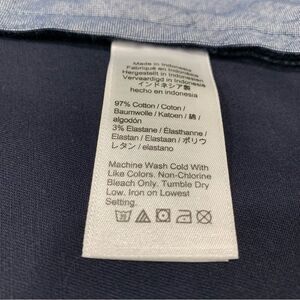 Made in Indonesia
Fabriqué en Indonésie
Hergestellt in Indonesien
Vervaardigd in Indonesië
インドネシア製
hecho en indonesia
97% Cotton / Coton /
Baumwolle / Katoen / 綿 /
algodón
3% Elastane / Élasthanne /
Elastan / Elastaan / ポリウ
レタン / elastano
Machine Wash Cold With
Like Colors. Non-Chlorine
Bleach Only. Tumble Dry
Low. Iron on Lowest
Setting.